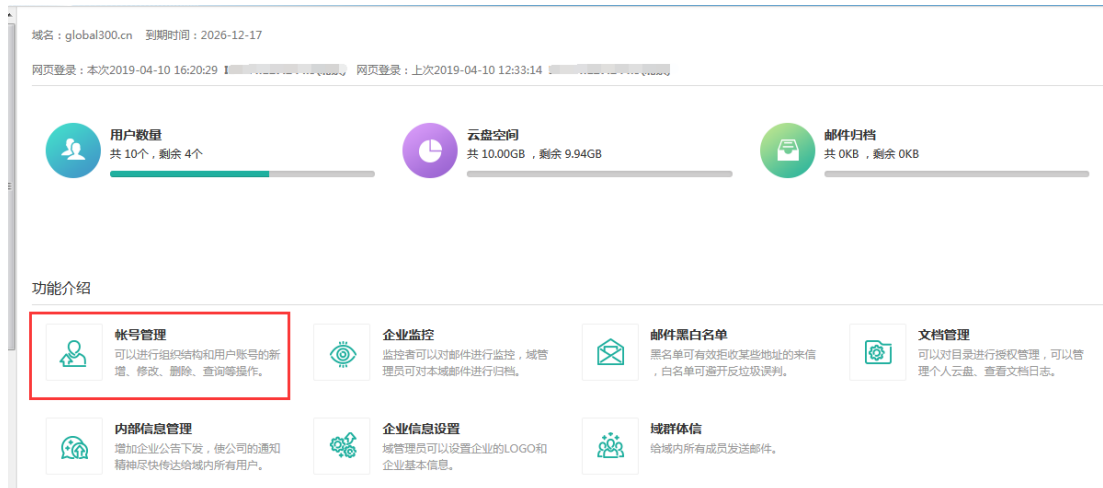 域名：global300.cn 到期时间：2026-12-17
网页登录：本次2019-04-10 16:20:29 网页登录：上次2019-04-10 12:33:14
用户数量
共 10个，剩余 4个
云盘空间
共 10.00GB ，剩余 9.94GB
邮件归档
共 0KB ，剩余 0KB
功能介绍
帐号管理
可以进行组织结构和用户账号的新
增、修改、删除、查询等操作。
企业监控
监控者可以对邮件进行监控，域管
理员可对本域邮件进行归档。
邮件黑白名单
黑名单可有效拒收某些地址的来信
，白名单可避开反垃圾误判。
文档管理
可以对目录进行授权管理，可以管
理个人云盘、查看文档日志。
内部信息管理
增加企业公告下发，使公司的通知
精神尽快传达给域内所有用户。
企业信息设置
域管理员可以设置企业的LOGO和
企业基本信息。
域群体信
给域内所有成员发送邮件。